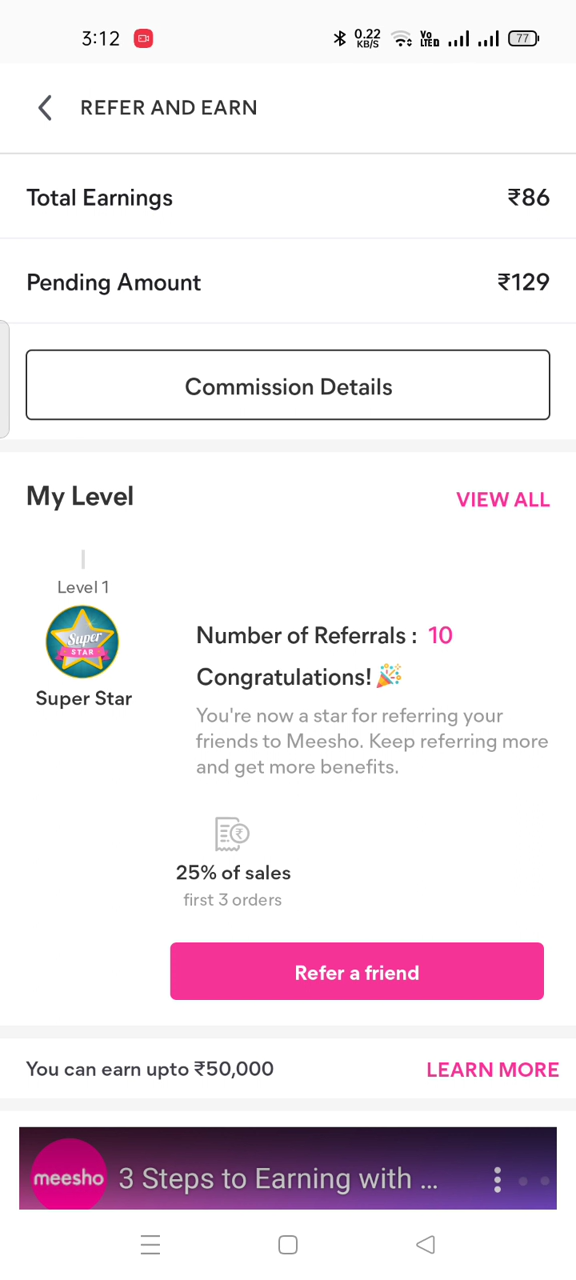 3:12
0.22
KB/S
Vo
LTED
77
REFER AND EARN
Total Earnings
₹86
Pending Amount
₹129
Commission Details
My Level
VIEW ALL
Level 1
Super
STAR
Super Star
Number of Referrals : 10
Congratulations!
You're now a star for referring your
friends to Meesho. Keep referring more
and get more benefits.
25% of sales
first 3 orders
Refer a friend
You can earn upto ₹50,000
LEARN MORE
meesho
3 Steps to Earning with ...